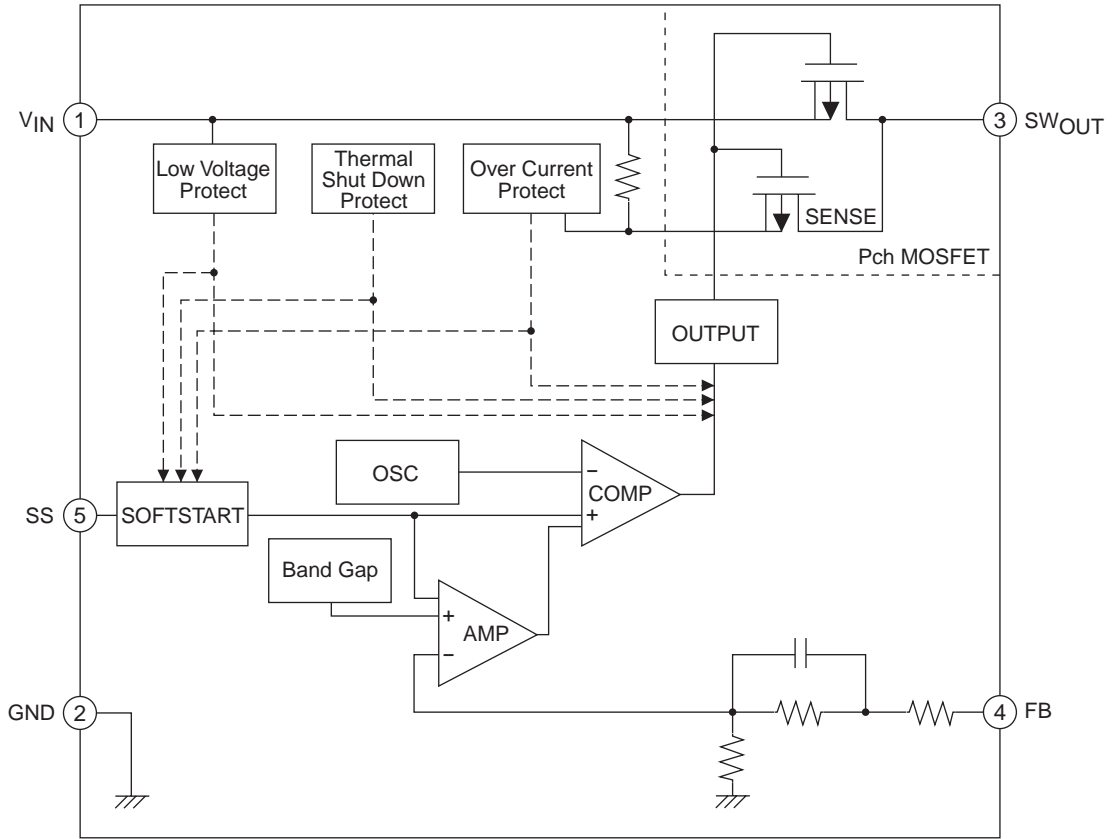 VIN
1
3
SWOUT
Low Voltage
Protect
Thermal
Shut Down
Protect
Over Current
Protect
SENSE
Pch MOSFET
OUTPUT
OSC
−
COMP
+
SS
5
SOFTSTART
Band Gap
+
AMP
−
GND
2
4
FB